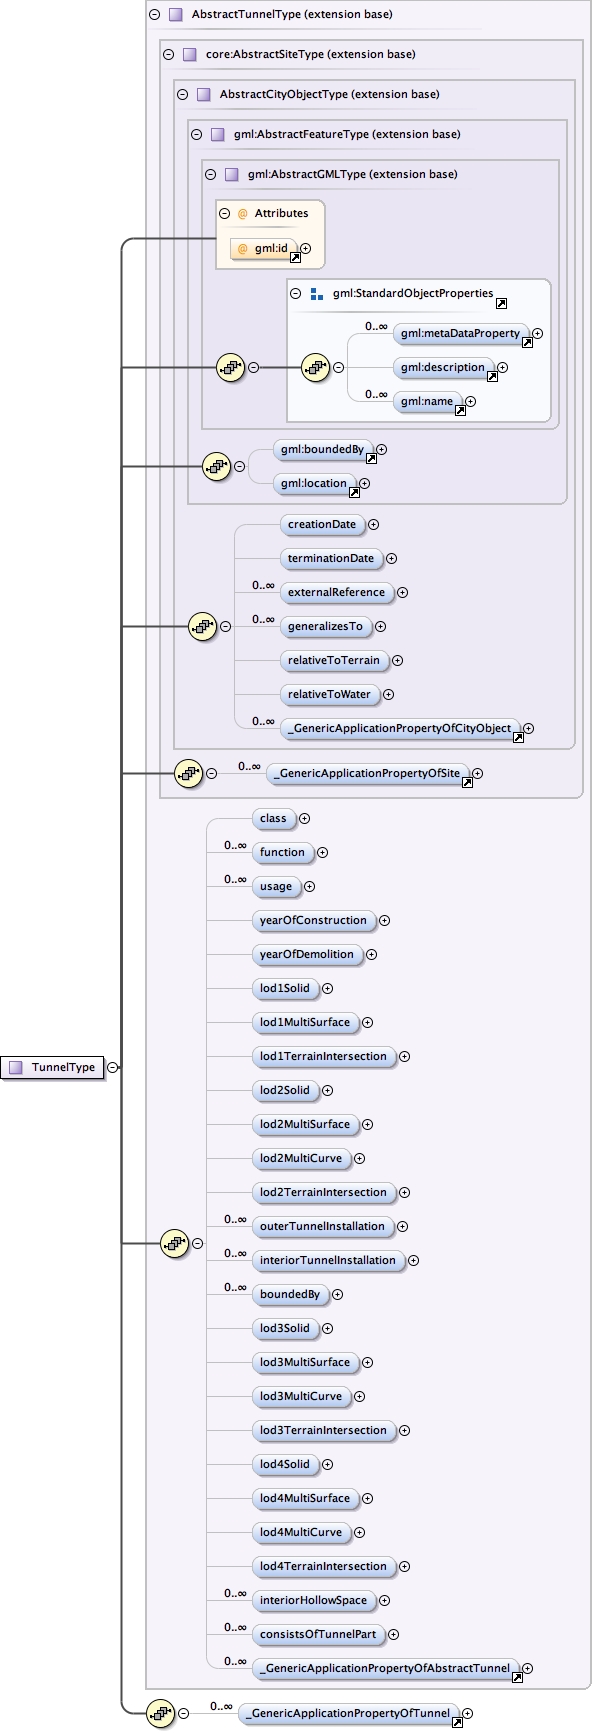 AbstractTunnelType (extension base)
core:AbstractSiteType (extension base)
AbstractCityObjectType (extension base)
gml:AbstractFeatureType (extension base)
gml:AbstractGMLType (extension base)
@ Attributes
@ gml:id
gml:StandardObjectProperties
0..∞ gml:metaDataProperty
gml:description
0..∞ gml:name
gml:boundedBy
gml:location
creationDate
terminationDate
0..∞ externalReference
0..∞ generalizesTo
relativeToTerrain
relativeToWater
0..∞ _GenericApplicationPropertyOfCityObject
0..∞ _GenericApplicationPropertyOfSite
class
0..∞ function
0..∞ usage
yearOfConstruction
yearOfDemolition
lod1Solid
lod1MultiSurface
lod1TerrainIntersection
TunnelType
lod2Solid
lod2MultiSurface
lod2MultiCurve
lod2TerrainIntersection
0..∞ outerTunnelInstallation
0..∞ interiorTunnelInstallation
0..∞ boundedBy
lod3Solid
lod3MultiSurface
lod3MultiCurve
lod3TerrainIntersection
lod4Solid
lod4MultiSurface
lod4MultiCurve
lod4TerrainIntersection
0..∞ interiorHollowSpace
0..∞ consistsOfTunnelPart
0..∞ _GenericApplicationPropertyOfAbstractTunnel
0..∞ _GenericApplicationPropertyOfTunnel